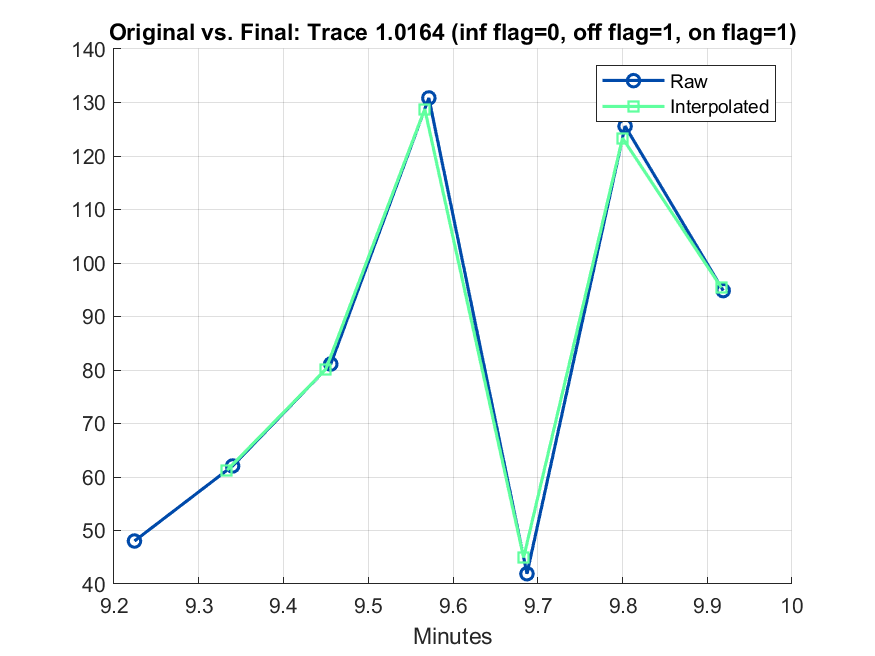 Original vs. Final: Trace 1.0164 (inf flag=0, off flag=1, on flag=1)
140
130
120
110
100
90
80
70
60
50
40
Raw
Interpolated
9.2 9.3 9.4 9.5 9.6 9.7 9.8 9.9 10
Minutes